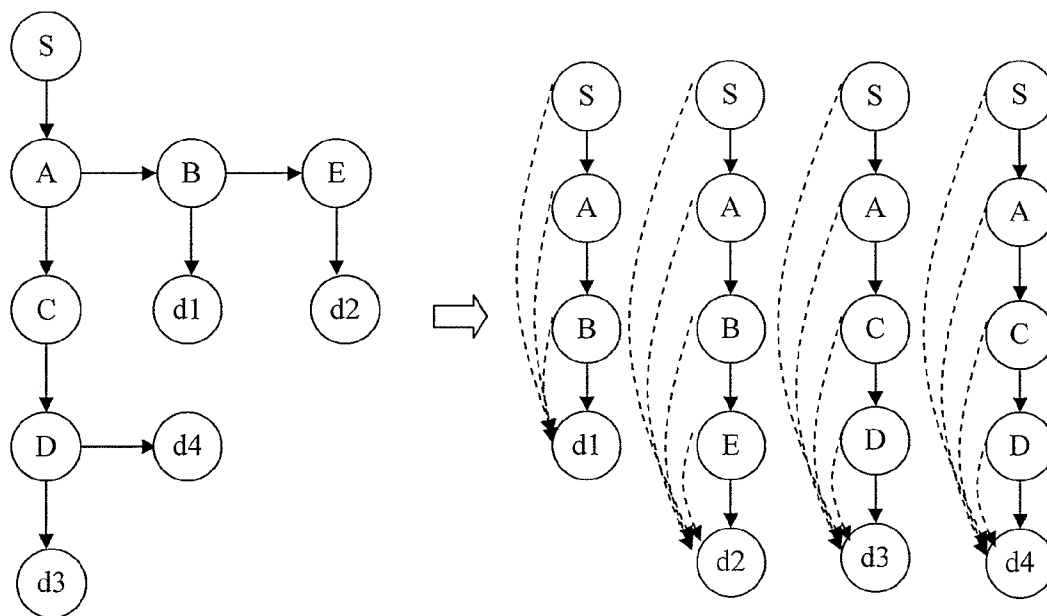 S
A B E
C d1 d2
D d4
d3
S S S S
A A A A
B B C C
d1 E D D
d2 d3 d4